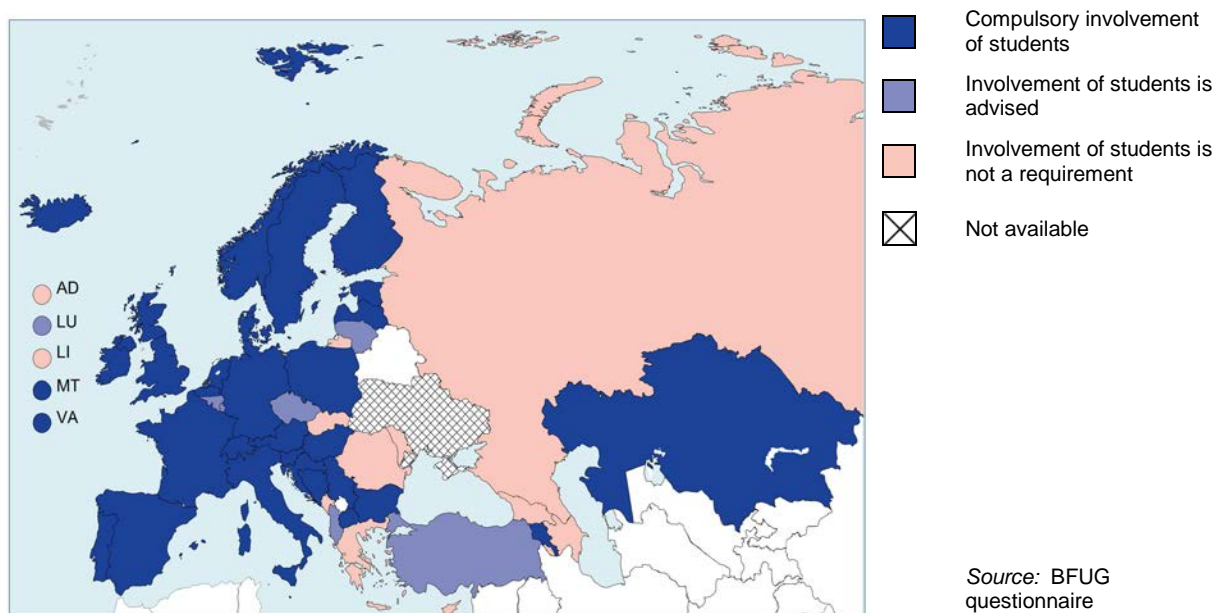 Compulsory involvement
of students
Involvement of students is
advised
Involvement of students is
not a requirement
Not available
AD
LU
LI
MT
VA
Source: BFUG
questionnaire